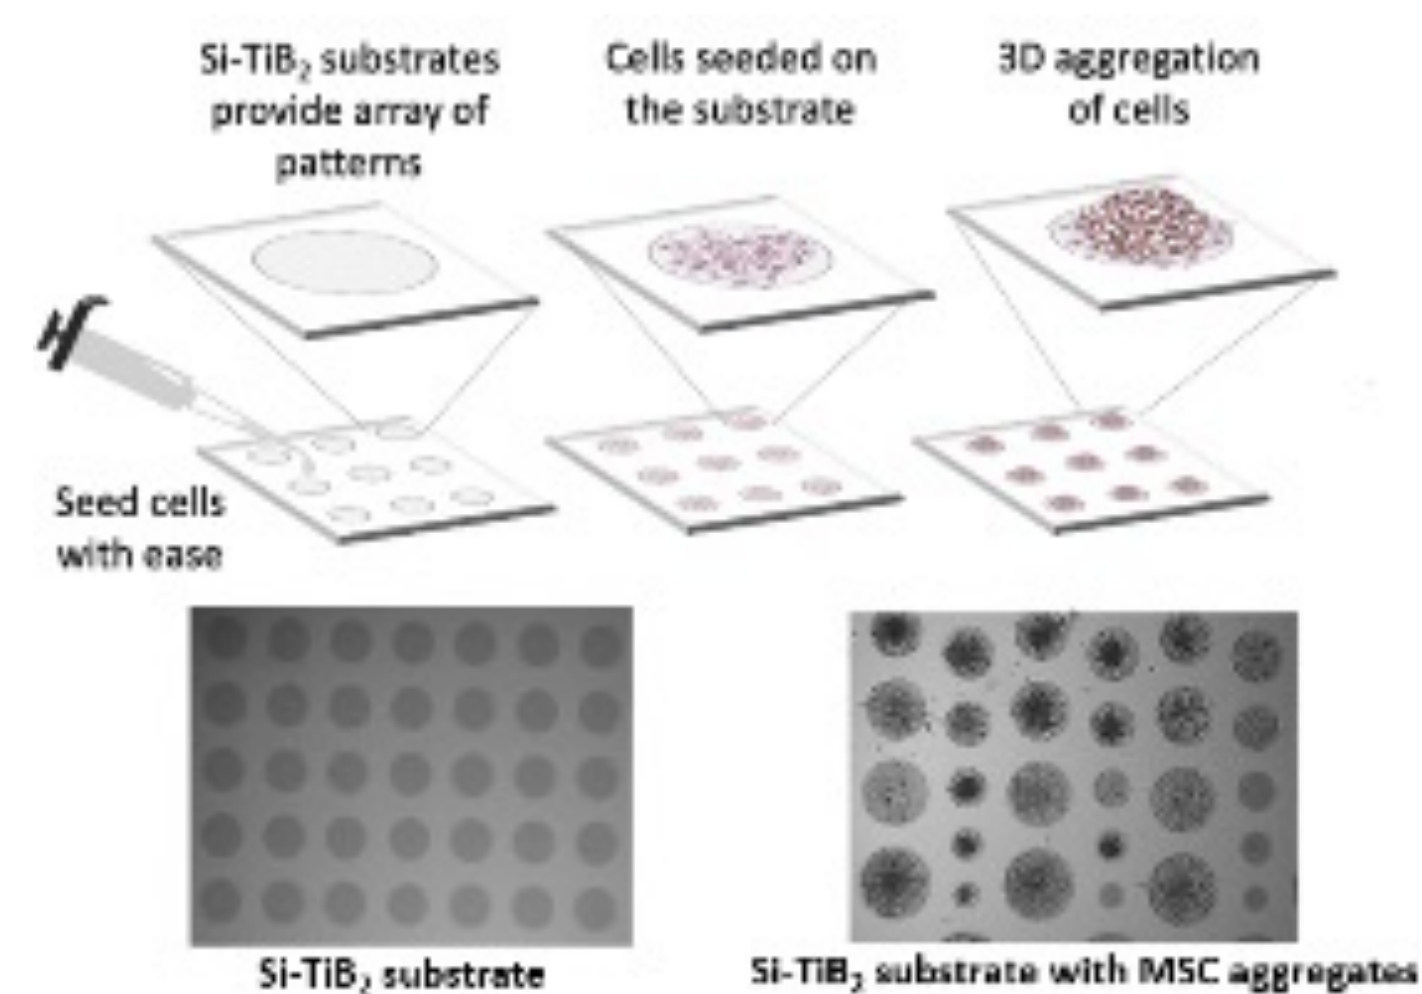 Si-TiB₂ substrates
provide array of
patterns
Cells seeded on
the substrate
3D aggregation
of cells
Seed cells
with ease
Si-TiB₂ substrate
Si-TiB₂ substrate with MSC aggregates